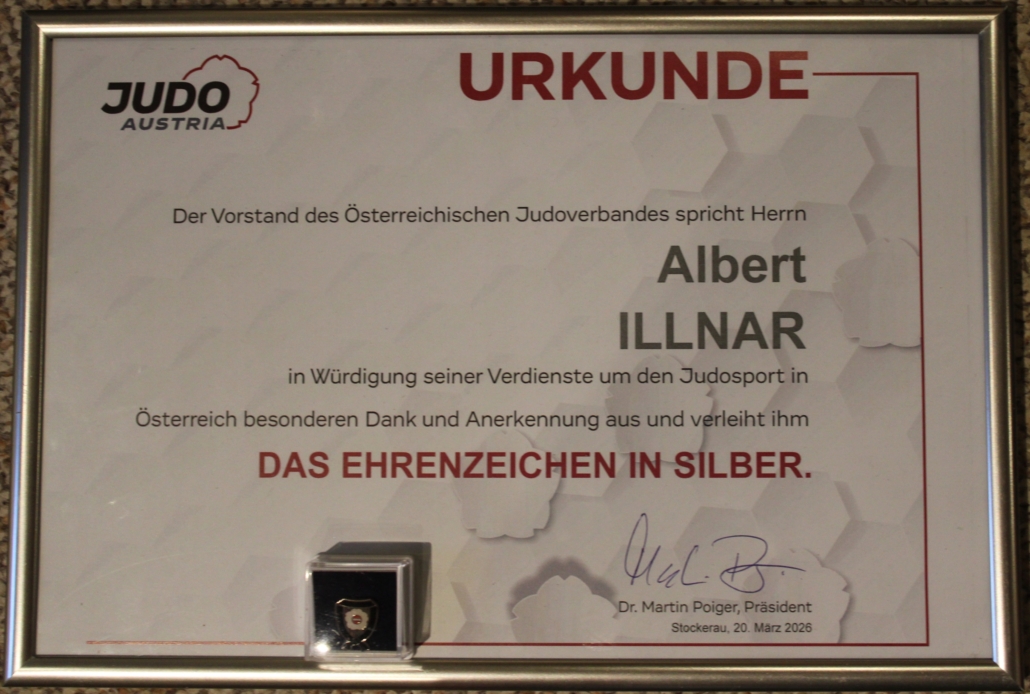 JUDO
AUSTRIA
URKUNDE
Der Vorstand des Österreichischen Judoverbandes spricht Herrn
Albert
ILLNAR
in Würdigung seiner Verdienste um den Judosport in
Österreich besonderen Dank und Anerkennung aus und verleiht ihm
DAS EHRENZEICHEN IN SILBER.
Dr. Martin Poiger, Präsident
Stockerau, 20. März 2026